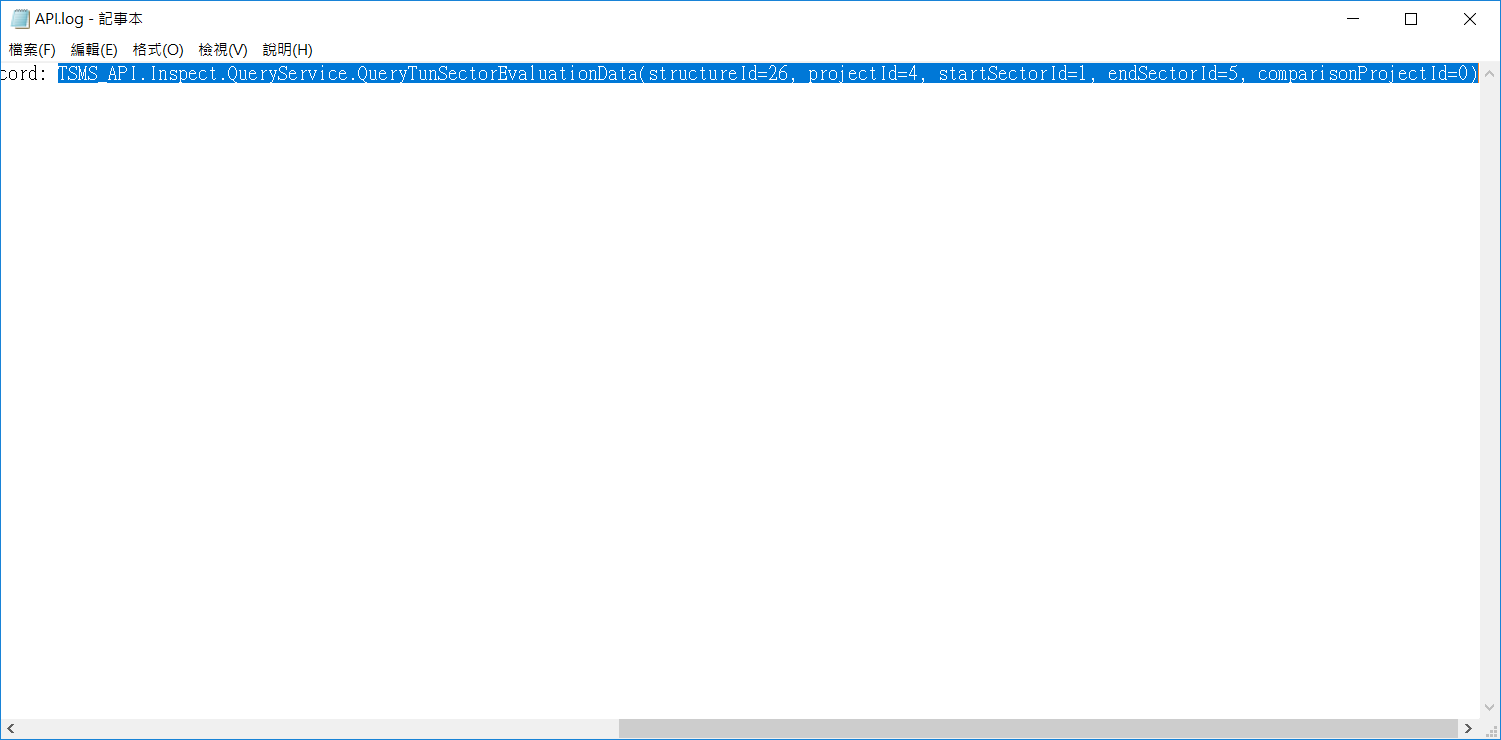 API.log - 記事本
檔案(F) 編輯(E) 格式(O) 檢視(V) 說明(H)
cord: TSMS_API.Inspect.QueryService.QueryTunSectorEvaluationData(structureId=26, projectId=4, startSectorId=1, endSectorId=5, comparisonProjectId=0)